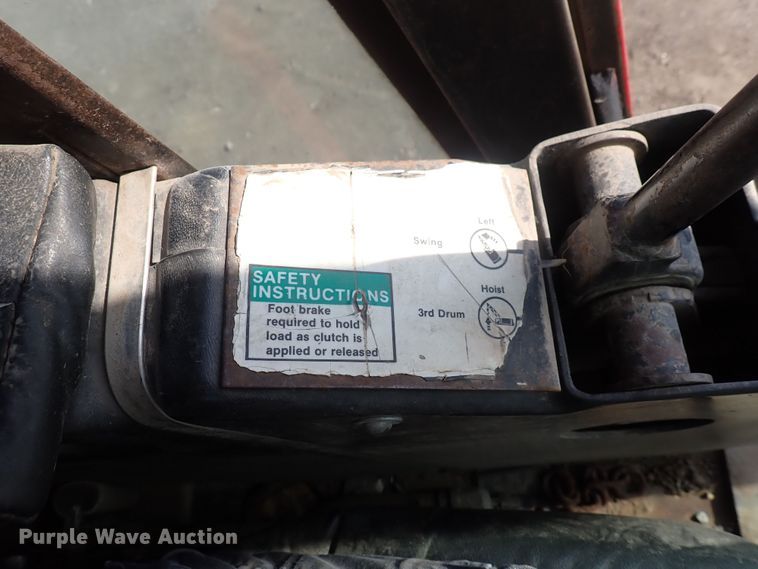 Left
Swing
SAFETY
INSTRUCTIONS
Foot brake
required to hold
load as clutch is
applied or released
Hoist
3rd Drum
Purple Wave Auction